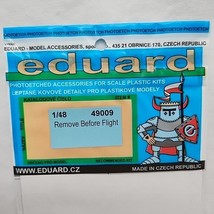 EDUARD - MODEL ACCESSORIES, spol 435 21 OBRNICE 170, CZECH REPUBLIC
eduard
PHOTOETCHED ACCESSORIES FOR SCALE PLASTIC KITS
LEPTANÉ KOVOVÉ DETAILY PRO PLASTIKOVÉ MODELY
1/48 49009
Remove Before Flight
WWW.EDUARD.CZ
MADE IN CZECH REPUBLIC